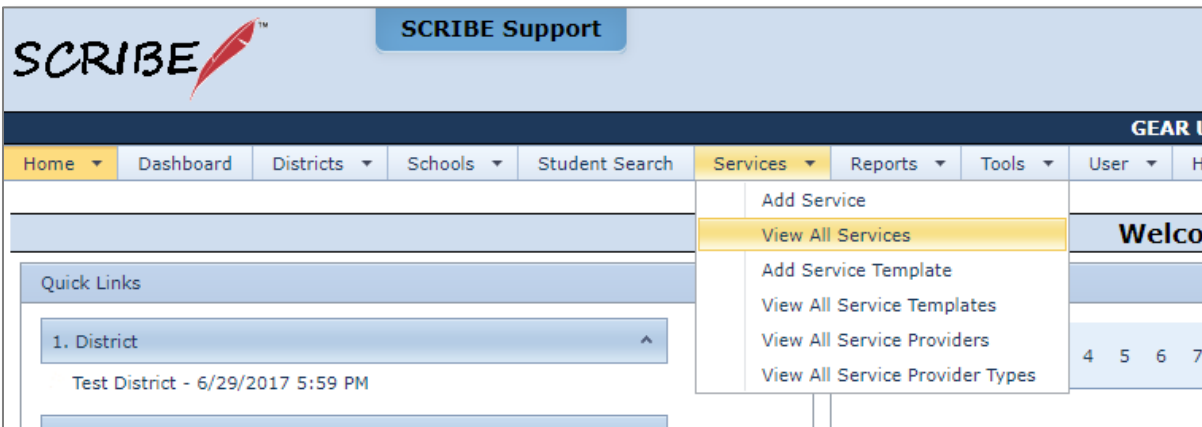 SCRIBE™
SCRIBE Support
GEAR
Home Dashboard Districts Schools Student Search Services Reports Tools User
Add Service
View All Services
Add Service Template
View All Service Templates
View All Service Providers
View All Service Provider Types
Welco
Quick Links
1. District
Test District - 6/29/2017 5:59 PM
4 5 6 7